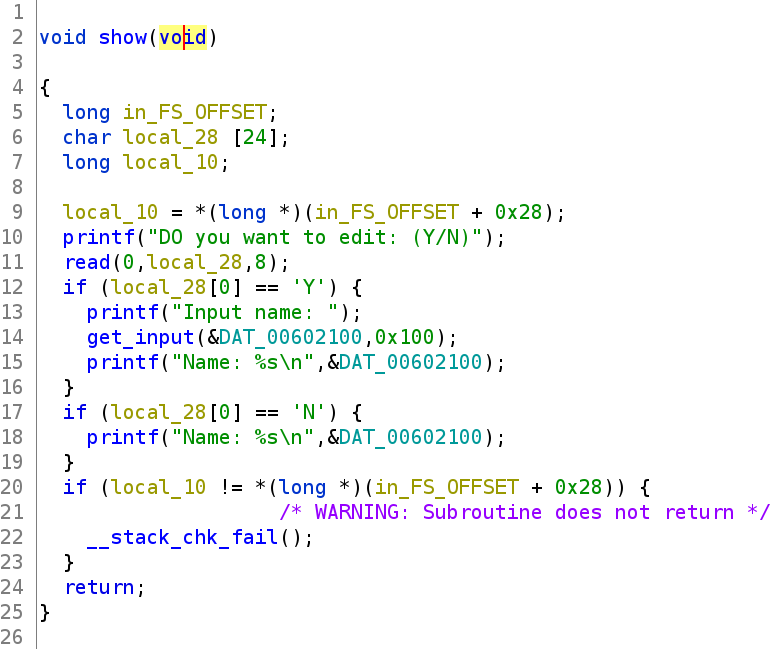 1
2 void show(void)
3
4 {
5   long in_FS_OFFSET;
6   char local_28 [24];
7   long local_10;
8
9   local_10 = *(long *)(in_FS_OFFSET + 0x28);
10   printf("DO you want to edit: (Y/N)");
11   read(0,local_28,8);
12   if (local_28[0] == 'Y') {
13     printf("Input name: ");
14     get_input(&DAT_00602100,0x100);
15     printf("Name: %s\n",&DAT_00602100);
16   }
17   if (local_28[0] == 'N') {
18     printf("Name: %s\n",&DAT_00602100);
19   }
20   if (local_10 != *(long *)(in_FS_OFFSET + 0x28)) {
21                     /* WARNING: Subroutine does not return */
22     __stack_chk_fail();
23   }
24   return;
25 }
26